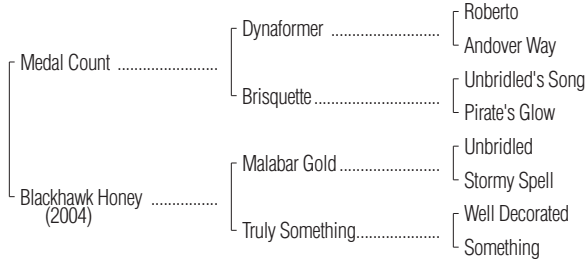 Roberto
Dynaformer ........................
Andover Way
Medal Count ........................
Unbridled's Song
Brisquette ............................
Pirate's Glow
Unbridled
Malabar Gold ......................
Stormy Spell
Blackhawk Honey ................
(2004)
Well Decorated
Truly Something..................
Something